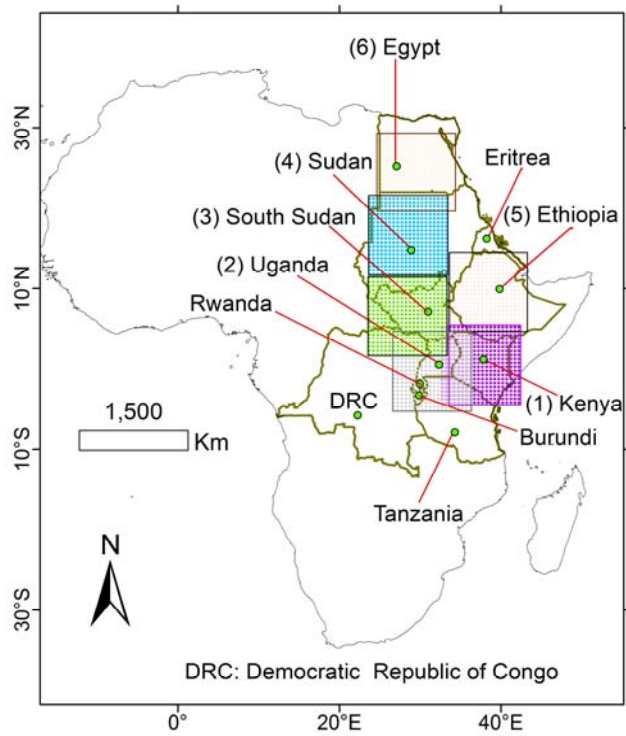 (6) Egypt
30°N
(4) Sudan
Eritrea
(3) South Sudan
(5) Ethiopia
(2) Uganda
10°N
Rwanda
DRC
(1) Kenya
1,500
Km
Burundi
10°S
Tanzania
N
30°S
DRC: Democratic Republic of Congo
0°
20°E
40°E